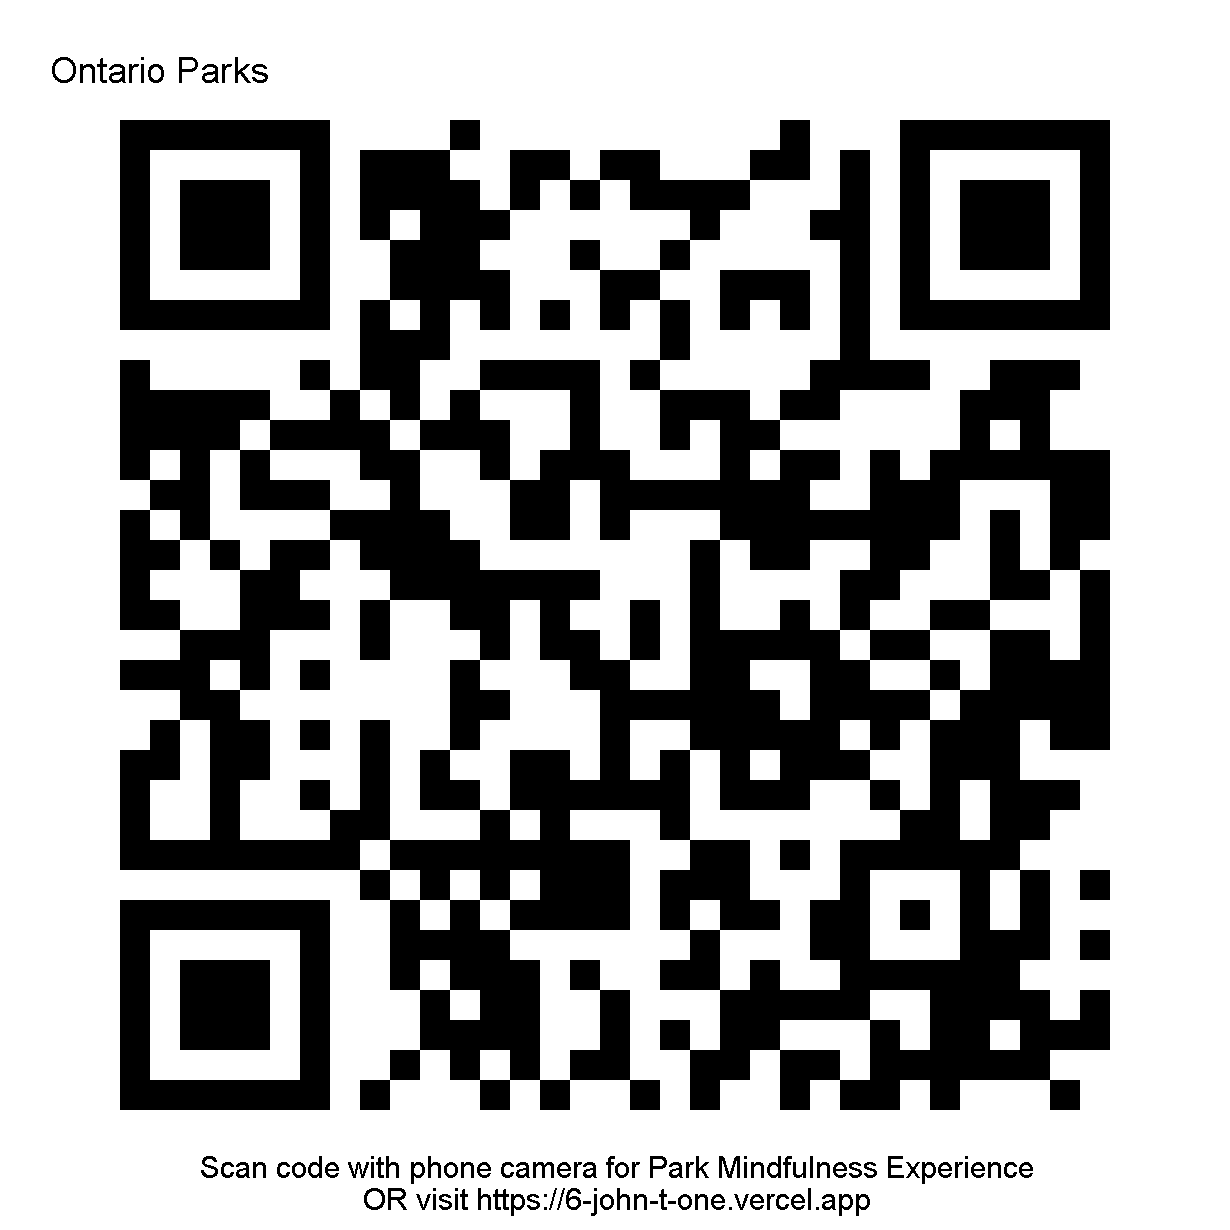 Ontario Parks
Scan code with phone camera for Park Mindfulness Experience
OR visit https://6-john-t-one.vercel.app